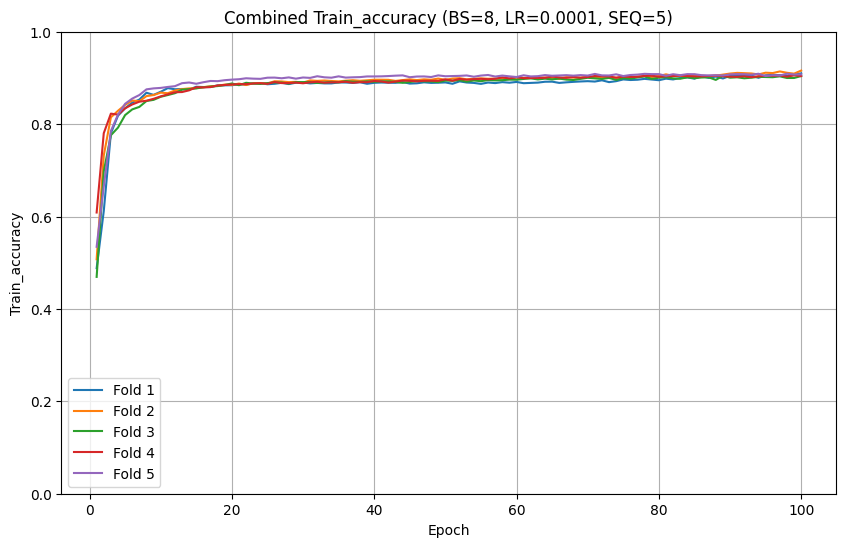 Combined Train_accuracy (BS=8, LR=0.0001, SEQ=5)
1.0
0.8
0.6
0.4
0.2
0.0
Train_accuracy
Fold 1
Fold 2
Fold 3
Fold 4
Fold 5
0 20 40 60 80 100
Epoch